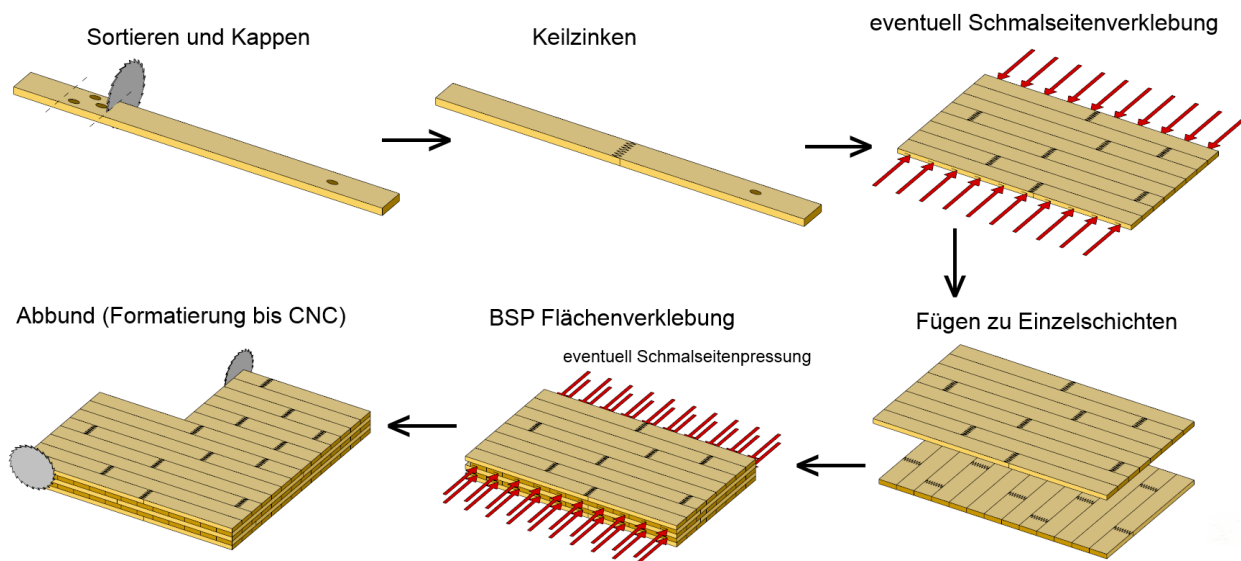 Sortieren und Kappen
Keilzinken
eventuell Schmalseitenverklebung
Fügen zu Einzelschichten
BSP Flächenverklebung
eventuell Schmalseitenpressung
Abbund (Formatierung bis CNC)